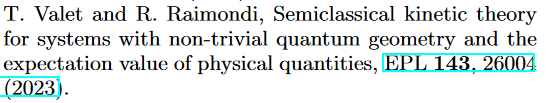 T. Valet and R. Raimondi, Semiclassical kinetic theory
for systems with non-trivial quantum geometry and the
expectation value of physical quantities, EPL 143, 26004
(2023).